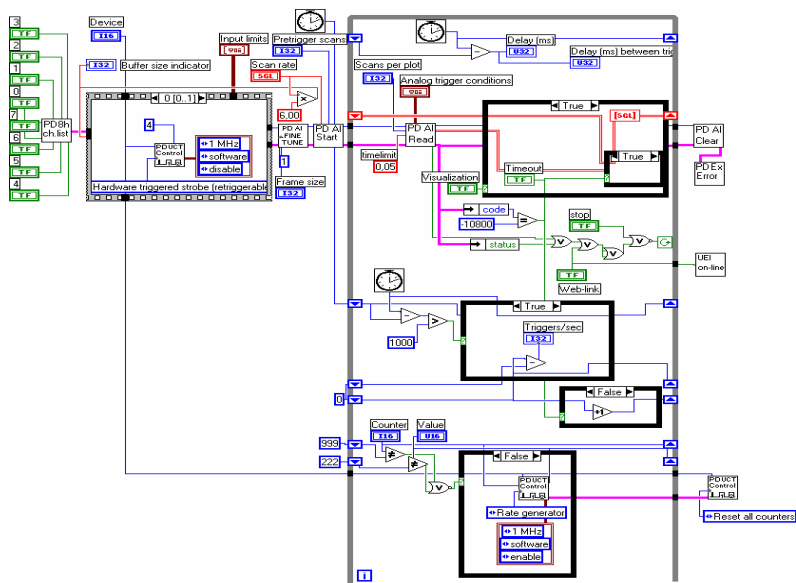 3
TF
2
TF
1
TF
0
TF
7
TF
6
TF
5
TF
4
TF
PD8h
ch.list
Device
I16
I32
Buffer size indicator
Input limits
Pretrigger scans
I32
Scan rate
SGL
6,00
×
0 [0..1]
4
PDUCT
Control
1 MHz
software
disable
Hardware triggered strobe (retriggerable
PD AI
FINE
TUNE
1
Frame size
I32
PD AI
Start
Delay (ms)
U32
Delay (ms) between trig
U32
Scans per plot
I32
Analog trigger conditions
PD AI
Read
timelimit
0,05
True
[SGL]
True
Timeout
TF
Visualization
TF
PD AI
Clear
PD Ex
Error
code
-10800
=
status
stop
TF
TF
Web-link
UEI
on-line
True
Triggers/sec
I32
1000
0
False
+1
Counter
I16
Value
U16
999
222
False
PDUCT
Control
Rate generator
1 MHz
software
enable
PDUCT
Control
Reset all counters
i